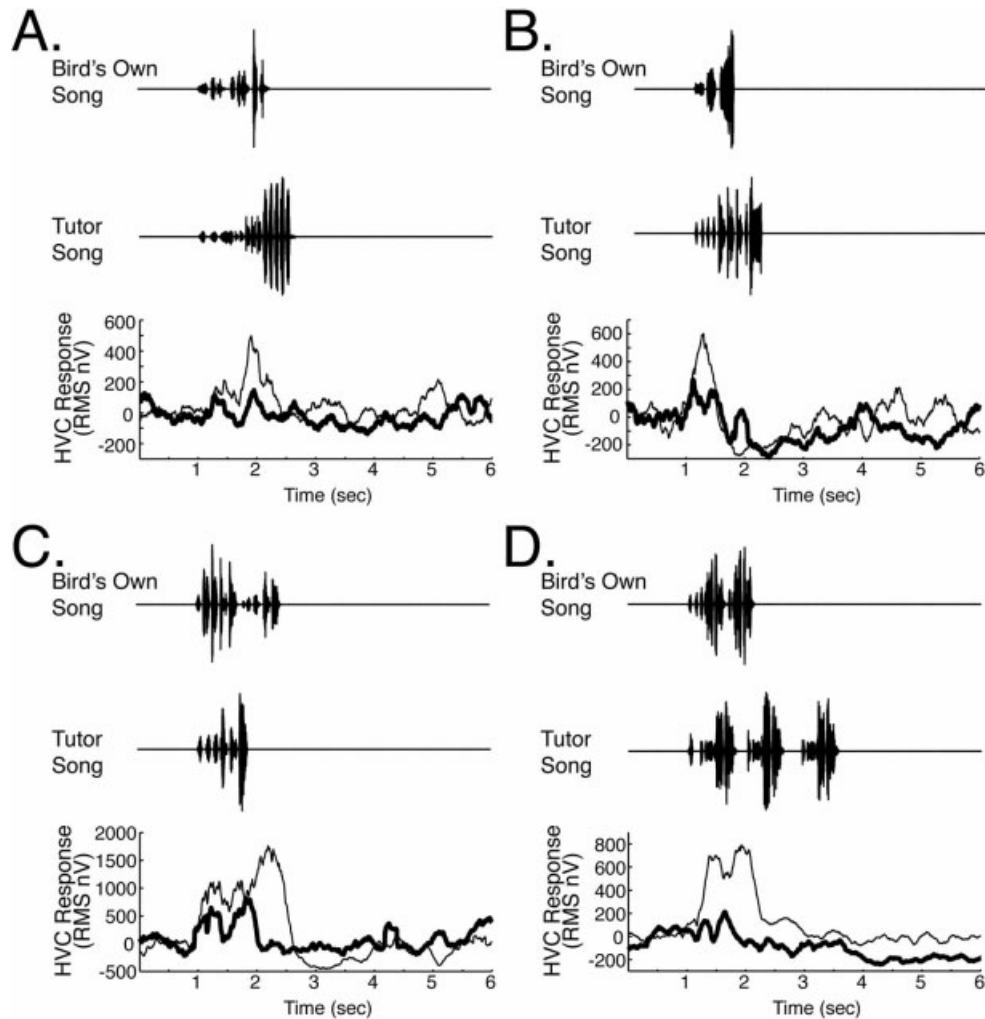 A.
Bird's Own
Song
Tutor
Song
HVC Response
(RMS nV)
600
400
200
0
-200
1 2 3 4 5 6
Time (sec)
B.
Bird's Own
Song
Tutor
Song
HVC Response
(RMS nV)
600
400
200
0
-200
1 2 3 4 5 6
Time (sec)
C.
Bird's Own
Song
Tutor
Song
HVC Response
(RMS nV)
2000
1500
1000
500
0
-500
1 2 3 4 5 6
Time (sec)
D.
Bird's Own
Song
Tutor
Song
HVC Response
(RMS nV)
800
600
400
200
0
-200
1 2 3 4 5 6
Time (sec)